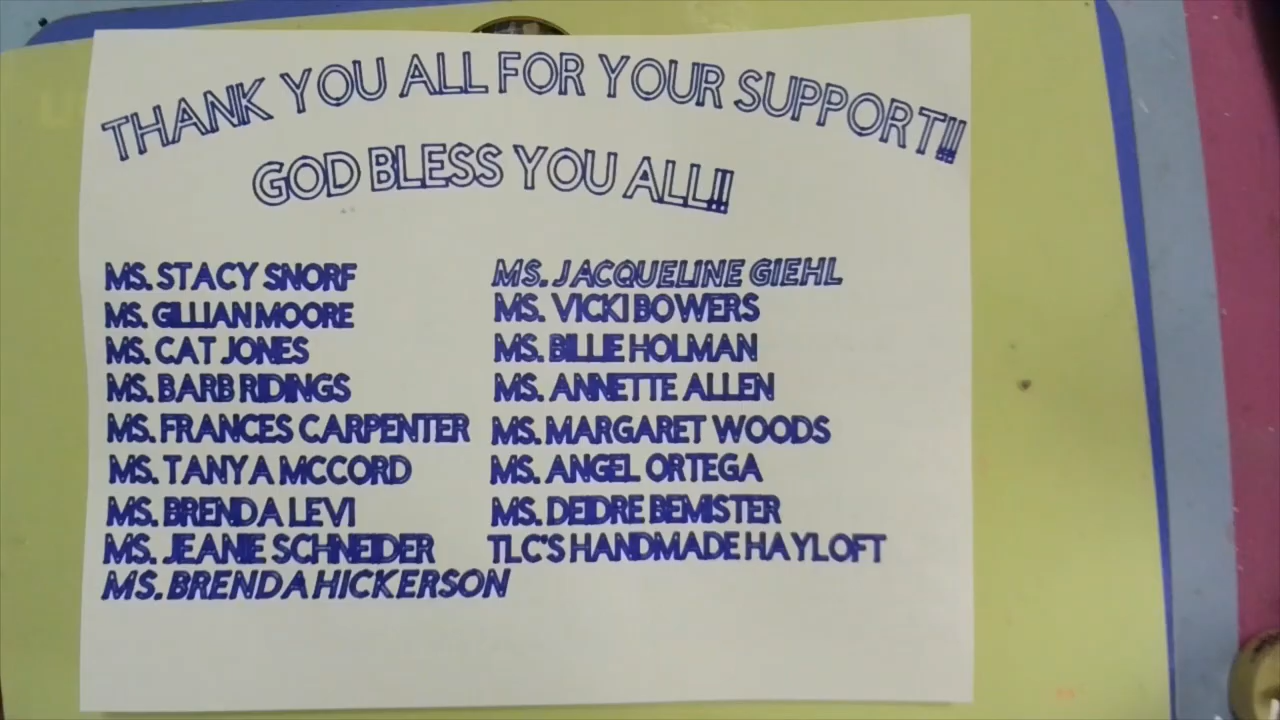 THANK YOU ALL FOR YOUR SUPPORT!!
GOD BLESS YOU ALL!!
MS. STACY SNORF
MS. GILLIAN MOORE
MS. CAT JONES
MS. BARB RIDINGS
MS. FRANCES CARPENTER
MS. TANYA MCCORD
MS. BRENDA LEVI
MS. JEANIE SCHNEIDER
MS. BRENDA HICKERSON
MS. JACQUELINE GIEHL
MS. VICKI BOWERS
MS. BILLIE HOLMAN
MS. ANNETTE ALLEN
MS. MARGARET WOODS
MS. ANGEL ORTEGA
MS. DEIDRE BEMISTER
TLC'S HANDMADE HAYLOFT